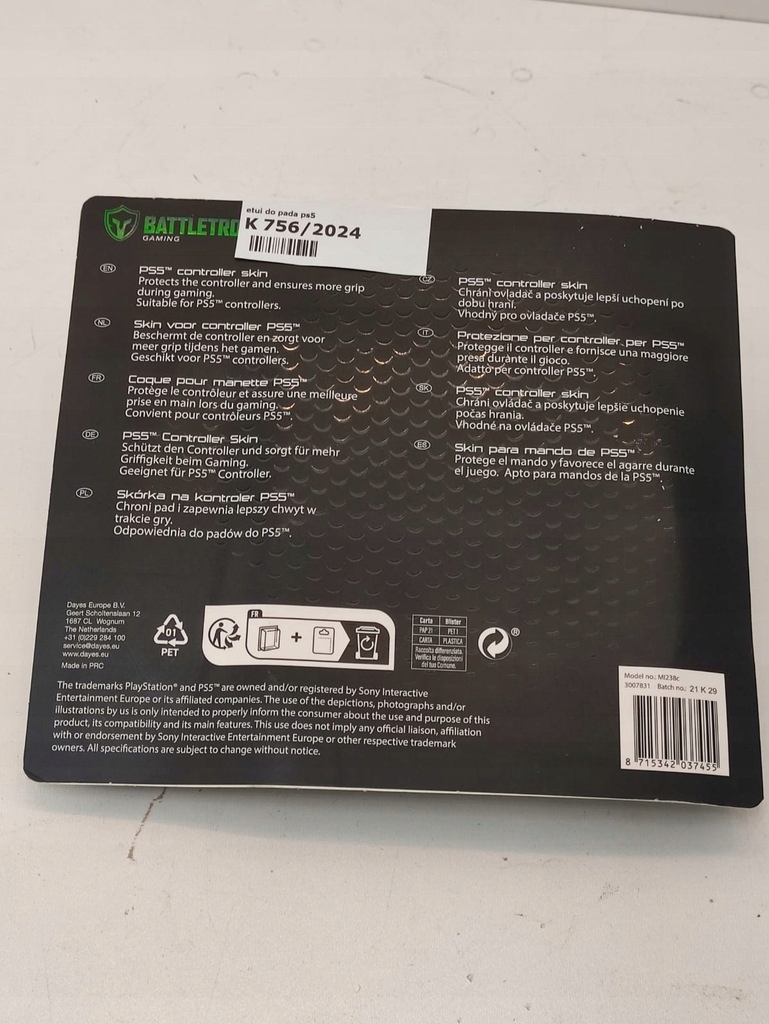 etui do pada ps5
K 756/2024
BATTLETRO
GAMING
EN
PS5™ controller skin
Protects the controller and ensures more grip
during gaming.
Suitable for PS5™ controllers.
NL
Skin voor controller PS5™
Beschermt de controller en zorgt voor
meer grip tijdens het gamen.
Geschikt voor PS5™ controllers.
FR
Coque pour manette PS5™
Protège le contrôleur et assure une meilleure
prise en main lors du gaming.
Convient pour contrôleurs PS5™.
DE
PS5™ Controller Skin
Schützt den Controller und sorgt für mehr
Griffigkeit beim Gaming.
Geeignet für PS5™ Controller.
PL
Skórka na kontroler PS5™
Chroni pad i zapewnia lepszy chwyt w
trakcie gry.
Odpowiednia do padów do PS5™.
CZ
PS5™ controller skin
Chrání ovladač a poskytuje lepší uchopení po
dobu hraní.
Vhodný pro ovladače PS5™.
IT
Protezione per controller per PS5™
Protegge il controller e fornisce una maggiore
presa durante il gioco.
Adatto per controller PS5™.
SK
PS5™ controller skin
Chráni ovládač a poskytuje lepšie uchopenie
počas hrania.
Vhodné na ovládače PS5™.
ES
Skin para mando de PS5™
Protege el mando y favorece el agarre durante
el juego. Apto para mandos de la PS5™.
Dayes Europe B.V.
Geert Scholtenslaan 12
1687 CL Wognum
The Netherlands
+31 (0)229 284 100
service@dayes.eu
www.dayes.eu
Made in PRC
01
PET
FR
+
Carta Blister
PAP 21 PET 1
CARTA PLASTICA
Raccolta differenziata.
Verifica le disposizioni
del tuo Comune.
®
The trademarks PlayStation® and PS5™ are owned and/or registered by Sony Interactive
Entertainment Europe or its affiliated companies. The use of the depictions, photographs and/or
illustrations by us is only intended to properly inform the consumer about the use and purpose of this
product, its compatibility and its main features. This use does not imply any official liaison, affiliation
with or endorsement by Sony Interactive Entertainment Europe or other respective trademark
owners. All specifications are subject to change without notice.
Model no.: MI238c
3007831 Batch no.: 21 K 29
8 715342 037455